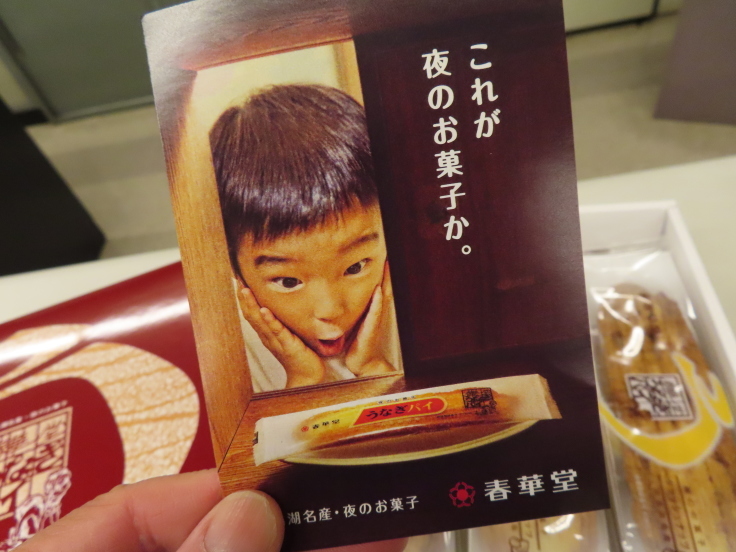 これが
夜のお菓子か。
春華堂
うなぎパイ
湖名産・夜のお菓子
春華堂